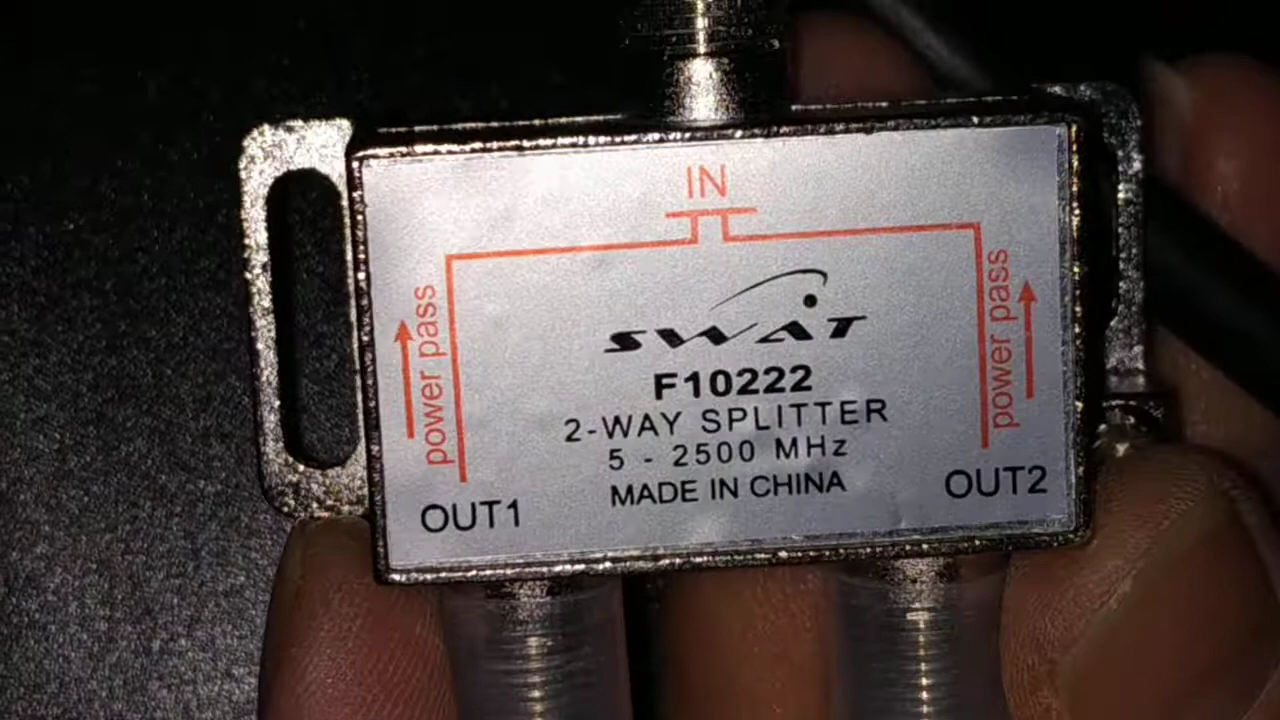 IN
power pass
power pass
SWAT
F10222
2-WAY SPLITTER
5 - 2500 MHz
MADE IN CHINA
OUT1
OUT2